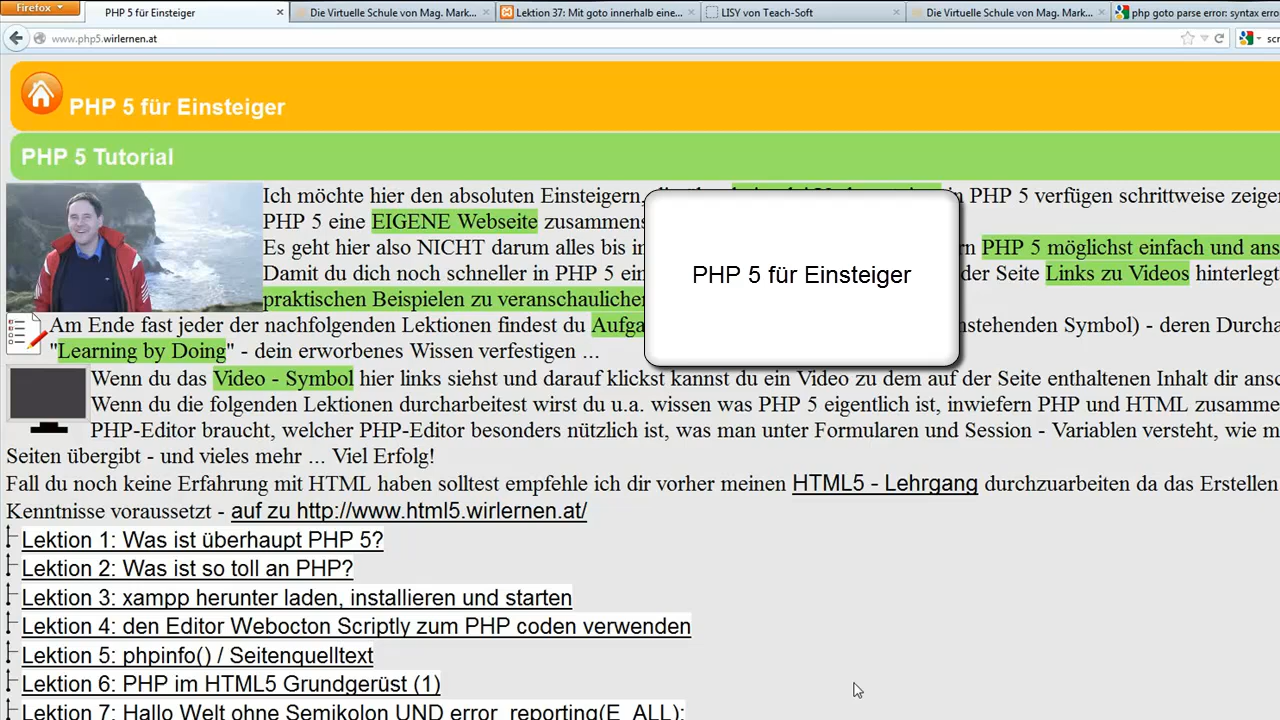 Firefox
PHP 5 für Einsteiger
Die Virtuelle Schule von Mag. Mark...
Lektion 37: Mit goto innerhalb eine...
LISY von Teach-Soft
Die Virtuelle Schule von Mag. Mark...
php goto parse error: syntax erro
www.php5.wirlernen.at
PHP 5 für Einsteiger
PHP 5 Tutorial
Ich möchte hier den absoluten Einsteigern, in PHP 5 verfügen schrittweise zeigen
PHP 5 eine EIGENE Webseite
Es geht hier also NICHT darum alles bis PHP 5 möglichst einfach und
Damit du dich noch schneller in PHP 5 der Seite Links zu Videos
praktischen Beispielen zu
PHP 5 für Einsteiger
Am Ende fast jeder der nachfolgenden Lektionen findest du Symbol) - deren
"Learning by Doing" - dein erworbenes Wissen verfestigen ...
Wenn du das Video - Symbol hier links siehst und darauf klickst kannst du ein Video zu dem auf der Seite enthaltenen Inhalt dir
Wenn du die folgenden Lektionen durcharbeitest wirst du u.a. wissen was PHP 5 eigentlich ist, inwiefern PHP und HTML
PHP-Editor braucht, welcher PHP-Editor besonders nützlich ist, was man unter Formularen und Session - Variablen versteht, wie
Seiten übergibt - und vieles mehr ... Viel Erfolg!
Fall du noch keine Erfahrung mit HTML haben solltest empfehle ich dir vorher meinen HTML5 - Lehrgang durchzuarbeiten da das Erstellen
Kenntnisse voraussetzt - auf zu http://www.html5.wirlernen.at/
Lektion 1: Was ist überhaupt PHP 5?
Lektion 2: Was ist so toll an PHP?
Lektion 3: xampp herunter laden, installieren und starten
Lektion 4: den Editor Webocton Scriptly zum PHP coden verwenden
Lektion 5: phpinfo() / Seitenquelltext
Lektion 6: PHP im HTML5 Grundgerüst (1)
Lektion 7: Hallo Welt ohne Semikolon UND error_reporting(E_ALL);